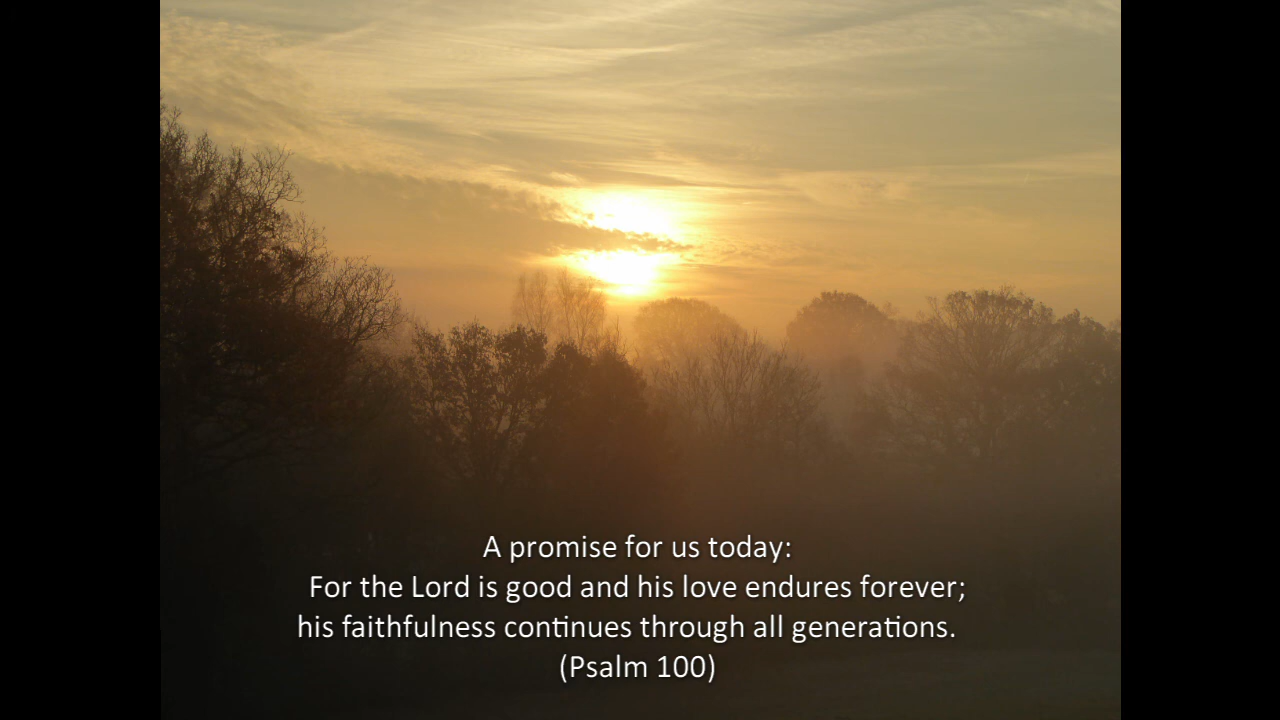 A promise for us today:
For the Lord is good and his love endures forever;
his faithfulness continues through all generations.
(Psalm 100)